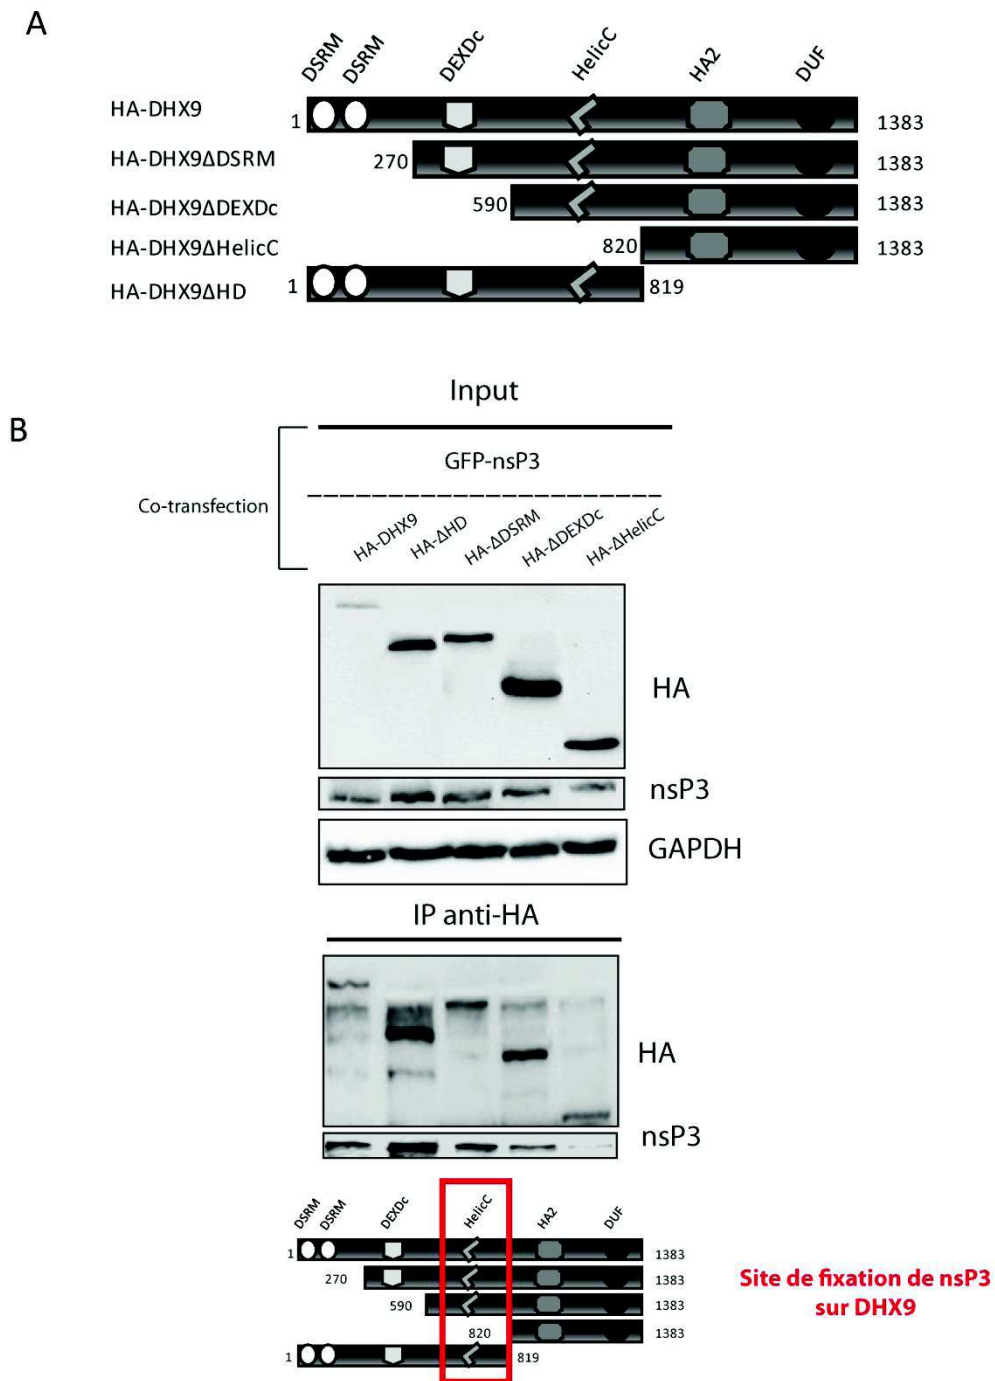 A
DSRM DSRM DEXDc HelicC HA2 DUF
HA-DHX9 1 1383
HA-DHX9ΔDSRM 270 1383
HA-DHX9ΔDEXDc 590 1383
HA-DHX9ΔHelicC 820 1383
HA-DHX9ΔHD 1 819
B
Input
Co-transfection
GFP-nsP3
HA-DHX9 HA-ΔHD HA-ΔDSRM HA-ΔDEXDc HA-ΔHelicC
HA
nsP3
GAPDH
IP anti-HA
HA
nsP3
DSRM DSRM DEXDc HelicC HA2 DUF
1 1383
270 1383
590 1383
820 1383
1 819
Site de fixation de nsP3
sur DHX9